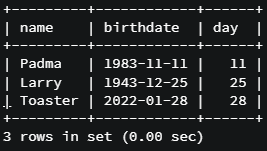 +---------+------------+------+
| name    | birthdate  | day  |
+---------+------------+------+
| Padma   | 1983-11-11 |   11 |
| Larry   | 1943-12-25 |   25 |
| Toaster | 2022-01-28 |   28 |
+---------+------------+------+
3 rows in set (0.00 sec)